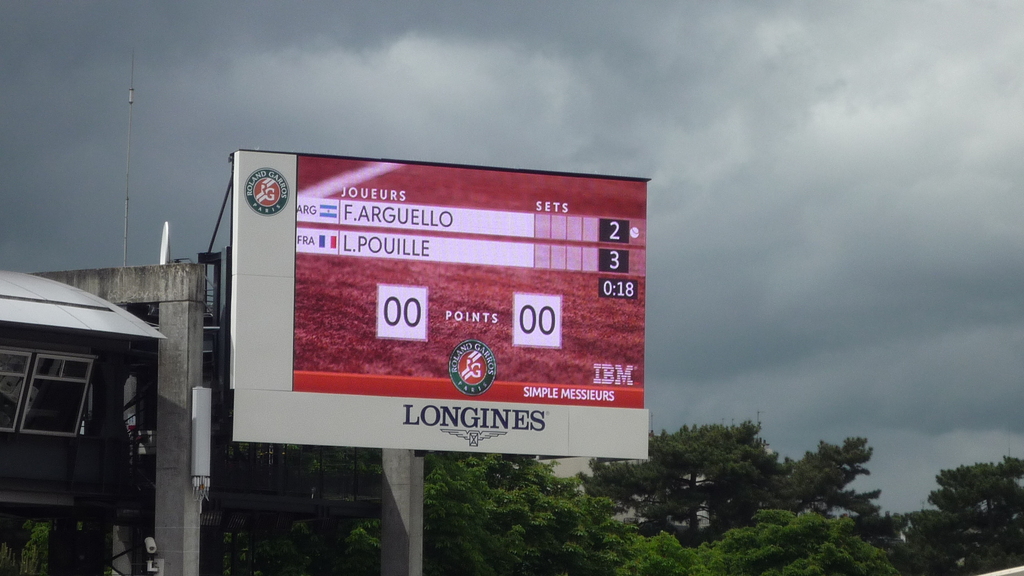 ROLAND GARROS
PARIS
JOUEURS SETS
ARG F.ARGUELLO 2
FRA L.POUILLE 3
0:18
00 POINTS 00
ROLAND GARROS
PARIS
IBM
SIMPLE MESSIEURS
LONGINES